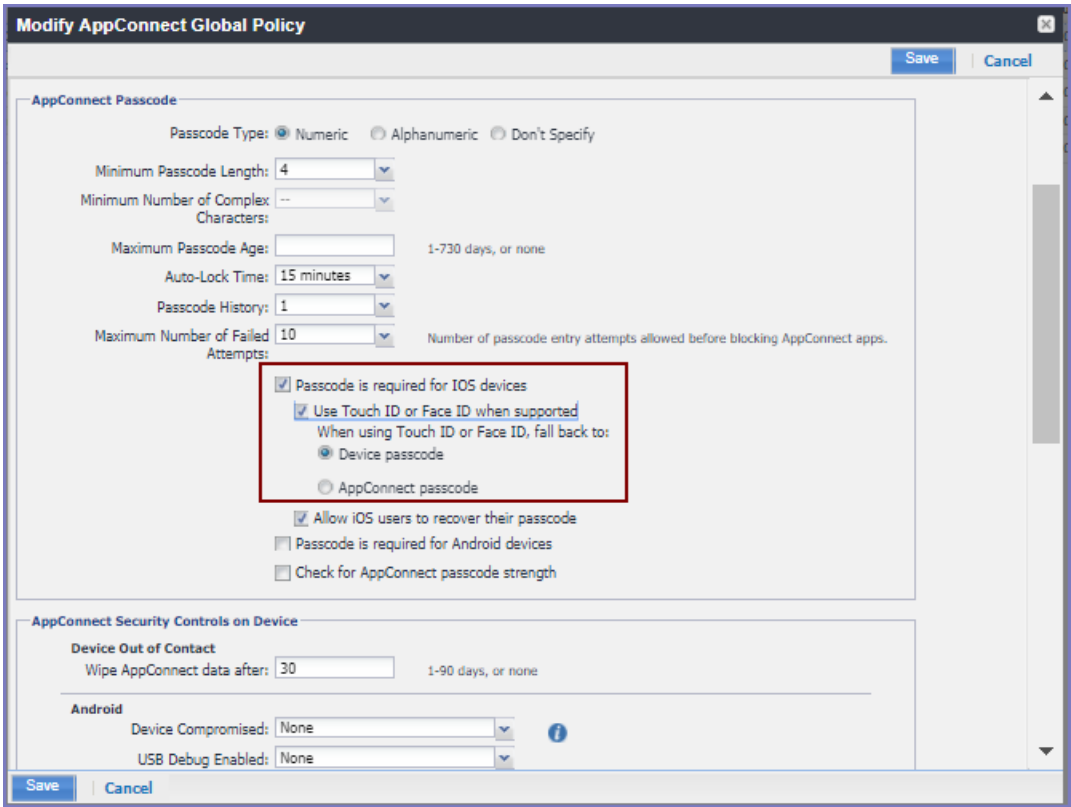 Modify AppConnect Global Policy
Save Cancel
AppConnect Passcode
Passcode Type: Numeric Alphanumeric Don't Specify
Minimum Passcode Length: 4
Minimum Number of Complex --
Characters:
Maximum Passcode Age: 1-730 days, or none
Auto-Lock Time: 15 minutes
Passcode History: 1
Maximum Number of Failed 10 Number of passcode entry attempts allowed before blocking AppConnect apps.
Attempts:
Passcode is required for IOS devices
Use Touch ID or Face ID when supported
When using Touch ID or Face ID, fall back to:
Device passcode
AppConnect passcode
Allow iOS users to recover their passcode
Passcode is required for Android devices
Check for AppConnect passcode strength
AppConnect Security Controls on Device
Device Out of Contact
Wipe AppConnect data after: 30 1-90 days, or none
Android
Device Compromised: None
USB Debug Enabled: None
Save Cancel